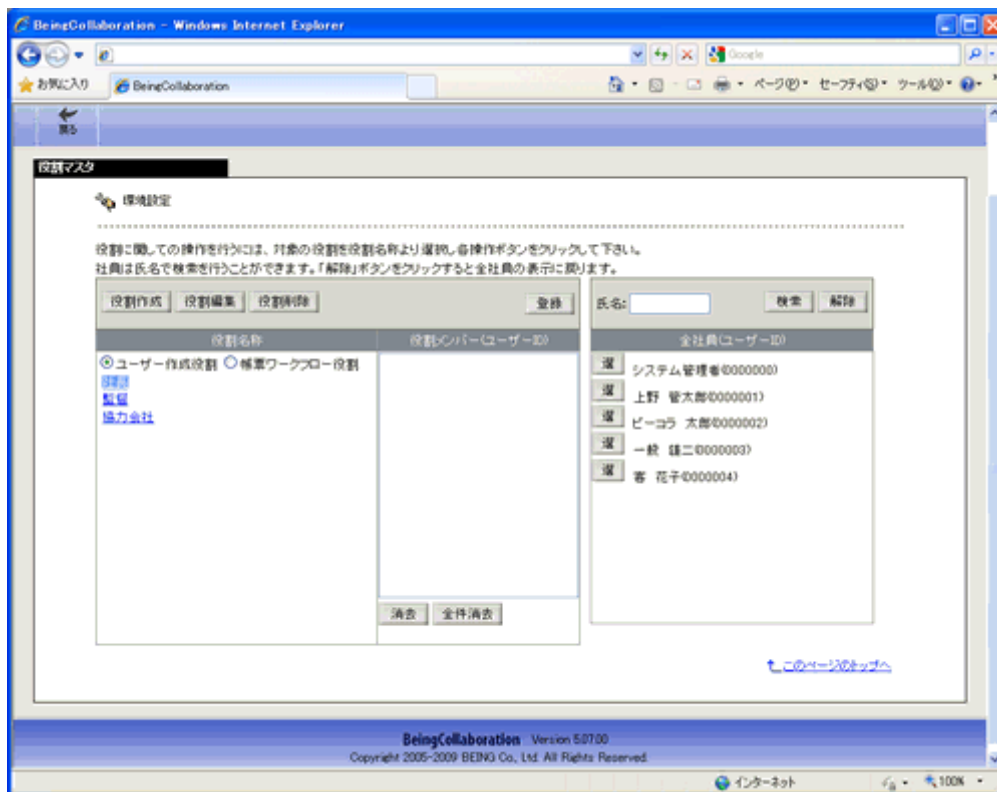 BeingCollaboration - Windows Internet Explorer
Google
お気に入り
BeingCollaboration
ページ(P)
セーフティ(S)
ツール(O)
戻る
役割マスタ
環境設定
役割に関しての操作を行うには、対象の役割を役割名称より選択し各操作ボタンをクリックして下さい。
社員は氏名で検索を行うことができます。「解除」ボタンをクリックすると全社員の表示に戻ります。
役割作成 役割編集 役割削除 登録
氏名: 検索 解除
役割名称 役割メンバー(ユーザーID) 全社員(ユーザーID)
ユーザー作成役割 帳票ワークフロー役割
監督
協力会社
選 システム管理者(0000000)
選 上野 管太郎(0000001)
選 ビーコラ 太郎(0000002)
選 一般 謙二(0000003)
選 客 花子(0000004)
消去 全件消去
このページのトップへ
BeingCollaboration Version 5.07.00
Copyright 2005-2009 BEING Co., Ltd. All Rights Reserved.
インターネット
100%